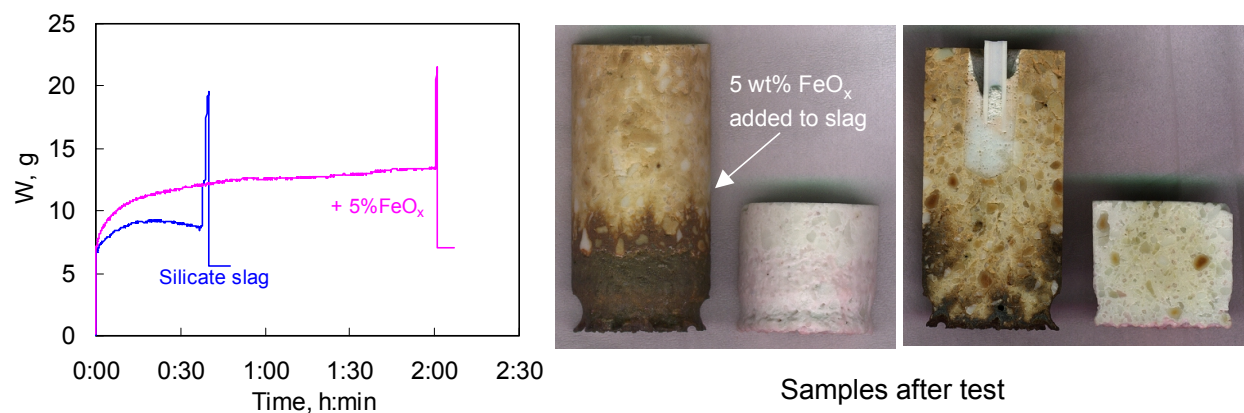 25
20
15
10
5
0
W, g
+ 5%FeOₓ
Silicate slag
0:00 0:30 1:00 1:30 2:00 2:30
Time, h:min
5 wt% FeOₓ
added to slag
Samples after test